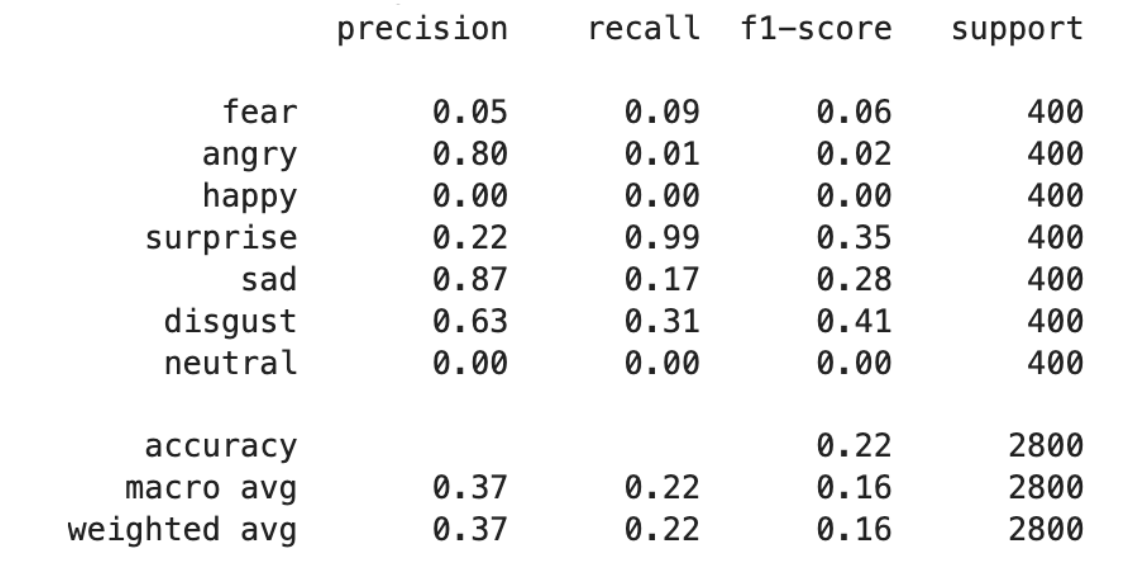 precision recall f1-score support
fear 0.05 0.09 0.06 400
angry 0.80 0.01 0.02 400
happy 0.00 0.00 0.00 400
surprise 0.22 0.99 0.35 400
sad 0.87 0.17 0.28 400
disgust 0.63 0.31 0.41 400
neutral 0.00 0.00 0.00 400
accuracy 0.22 2800
macro avg 0.37 0.22 0.16 2800
weighted avg 0.37 0.22 0.16 2800